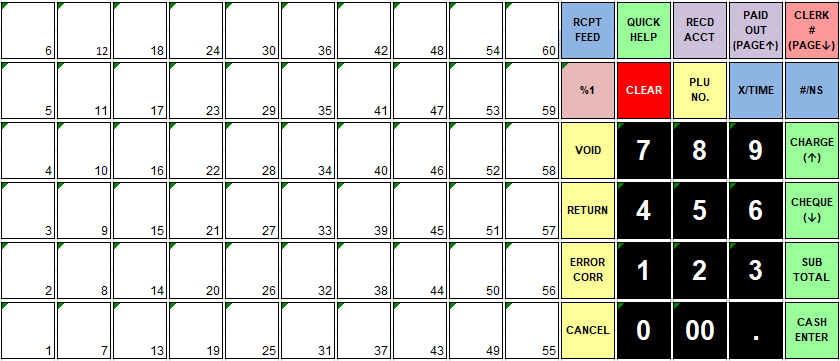 6 12 18 24 30 36 42 48 54 60 RCPT FEED QUICK HELP RECD ACCT PAID OUT (PAGE↑) CLERK # (PAGE↓)
5 11 17 23 29 35 41 47 53 59 %1 CLEAR PLU NO. X/TIME #/NS
4 10 16 22 28 34 40 46 52 58 VOID 7 8 9 CHARGE (↑)
3 9 15 21 27 33 39 45 51 57 RETURN 4 5 6 CHEQUE (↓)
2 8 14 20 26 32 38 44 50 56 ERROR CORR 1 2 3 SUB TOTAL
1 7 13 19 25 31 37 43 49 55 CANCEL 0 00 . CASH ENTER